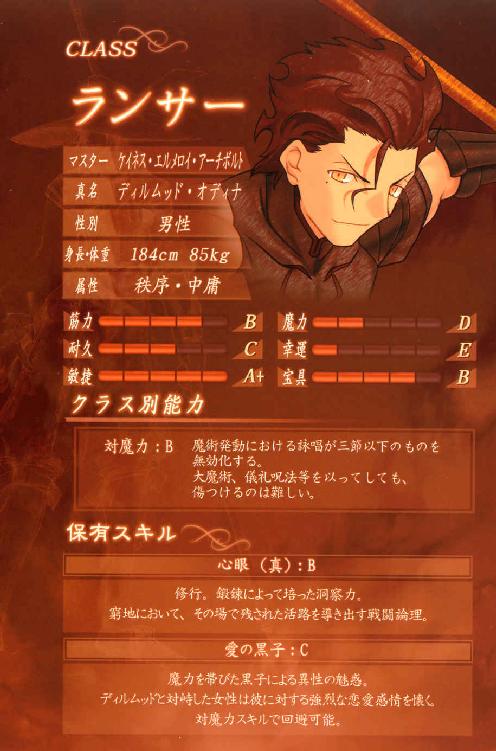 CLASS
ランサー
マスター ケイネス・エルメロイ・アーチボルト
真名 ディルムッド・オディナ
性別 男性
身長・体重 184cm 85kg
属性 秩序・中庸
筋力 B 魔力 D
耐久 C 幸運 E
敏捷 A+ 宝具 B
クラス別能力
対魔力：B 魔術発動における詠唱が三節以下のものを
無効化する。
大魔術、儀礼呪法等を以ってしても、
傷つけるのは難しい。
保有スキル
心眼（真）：B
修行。鍛錬によって培った洞察力。
窮地において、その場で残された活路を導き出す戦闘論理。
愛の黒子：C
魔力を帯びた黒子による異性の魅惑。
ディルムッドと対峙した女性は彼に対する強烈な恋愛感情を懐く。
対魔力スキルで回避可能。